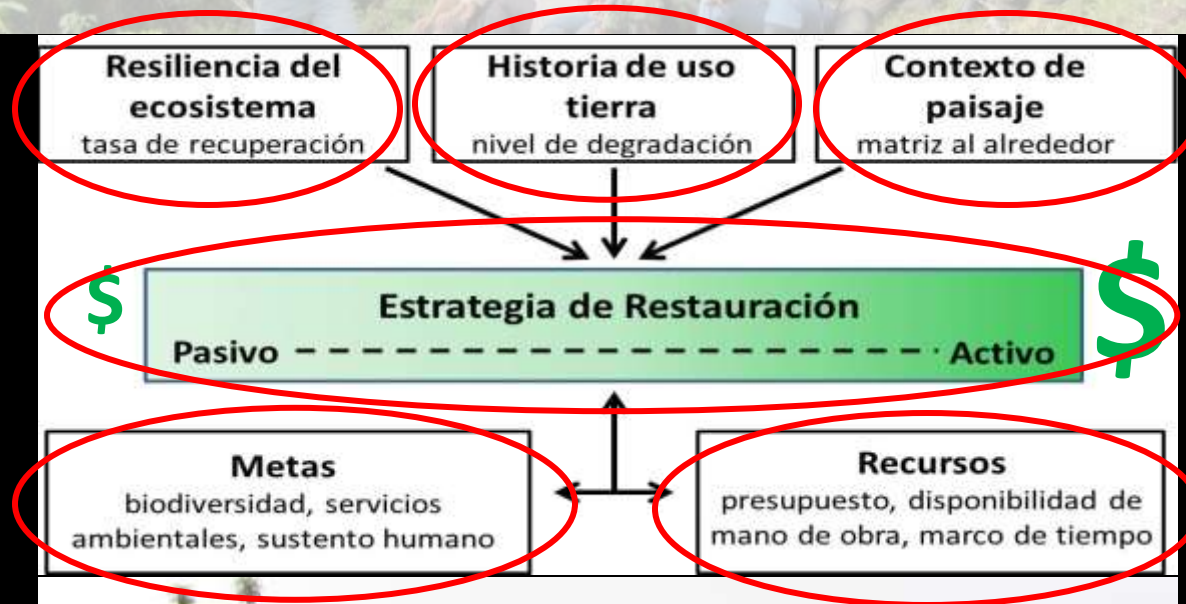 Resiliencia del
ecosistema
tasa de recuperación
Historia de uso
tierra
nivel de degradación
Contexto de
paisaje
matriz al alrededor
$
$
Estrategia de Restauración
Pasivo
Activo
Metas
biodiversidad, servicios
ambientales, sustento humano
Recursos
presupuesto, disponibilidad de
mano de obra, marco de tiempo